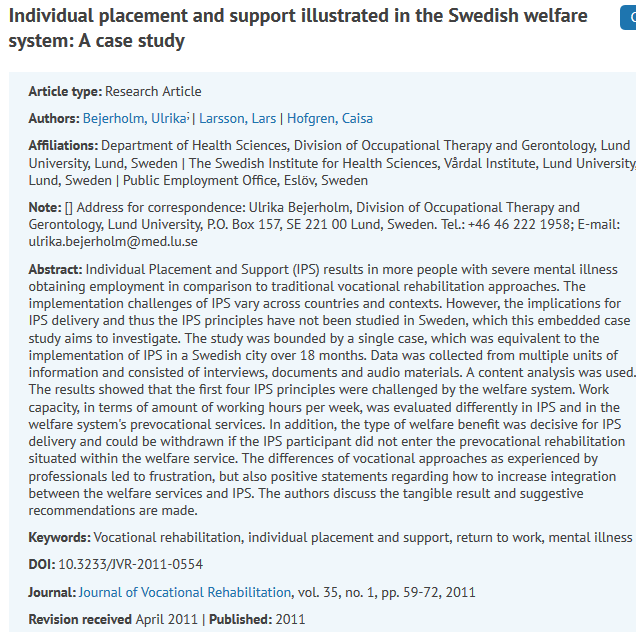 Individual placement and support illustrated in the Swedish welfare
system: A case study
Article type: Research Article
Authors: Bejerholm, Ulrika; | Larsson, Lars | Hofgren, Caisa
Affiliations: Department of Health Sciences, Division of Occupational Therapy and Gerontology, Lund
University, Lund, Sweden | The Swedish Institute for Health Sciences, Vårdal Institute, Lund University,
Lund, Sweden | Public Employment Office, Eslöv, Sweden
Note: [] Address for correspondence: Ulrika Bejerholm, Division of Occupational Therapy and
Gerontology, Lund University, P.O. Box 157, SE 221 00 Lund, Sweden. Tel.: +46 46 222 1958; E-mail:
ulrika.bejerholm@med.lu.se
Abstract: Individual Placement and Support (IPS) results in more people with severe mental illness
obtaining employment in comparison to traditional vocational rehabilitation approaches. The
implementation challenges of IPS vary across countries and contexts. However, the implications for
IPS delivery and thus the IPS principles have not been studied in Sweden, which this embedded case
study aims to investigate. The study was bounded by a single case, which was equivalent to the
implementation of IPS in a Swedish city over 18 months. Data was collected from multiple units of
information and consisted of interviews, documents and audio materials. A content analysis was used.
The results showed that the first four IPS principles were challenged by the welfare system. Work
capacity, in terms of amount of working hours per week, was evaluated differently in IPS and in the
welfare system's prevocational services. In addition, the type of welfare benefit was decisive for IPS
delivery and could be withdrawn if the IPS participant did not enter the prevocational rehabilitation
situated within the welfare service. The differences of vocational approaches as experienced by
professionals led to frustration, but also positive statements regarding how to increase integration
between the welfare services and IPS. The authors discuss the tangible result and suggestive
recommendations are made.
Keywords: Vocational rehabilitation, individual placement and support, return to work, mental illness
DOI: 10.3233/JVR-2011-0554
Journal: Journal of Vocational Rehabilitation, vol. 35, no. 1, pp. 59-72, 2011
Revision received April 2011 | Published: 2011